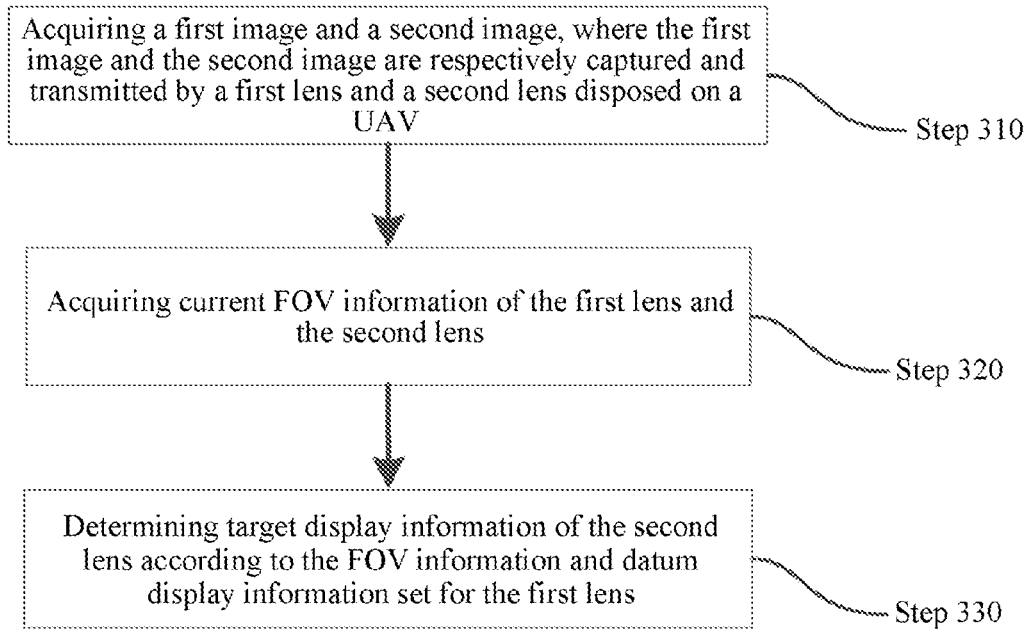 Acquiring a first image and a second image, where the first
image and the second image are respectively captured and
transmitted by a first lens and a second lens disposed on a
UAV
Step 310
Acquiring current FOV information of the first lens and
the second lens
Step 320
Determining target display information of the second
lens according to the FOV information and datum
display information set for the first lens
Step 330